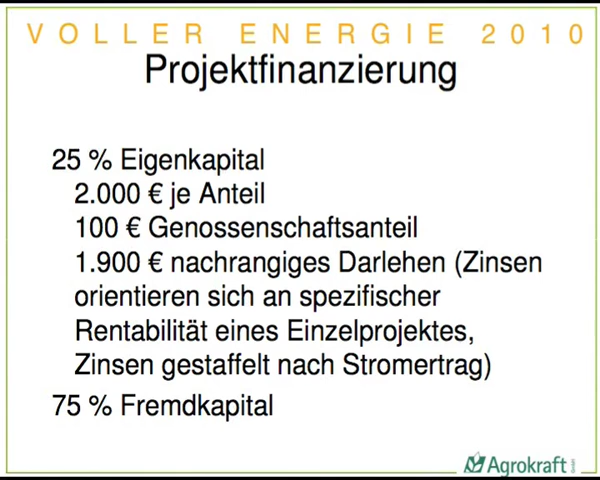 VOLLER ENERGIE 2010
Projektfinanzierung
25 % Eigenkapital
2.000 € je Anteil
100 € Genossenschaftsanteil
1.900 € nachrangiges Darlehen (Zinsen
orientieren sich an spezifischer
Rentabilität eines Einzelprojektes,
Zinsen gestaffelt nach Stromertrag)
75 % Fremdkapital
Agrokraft GmbH